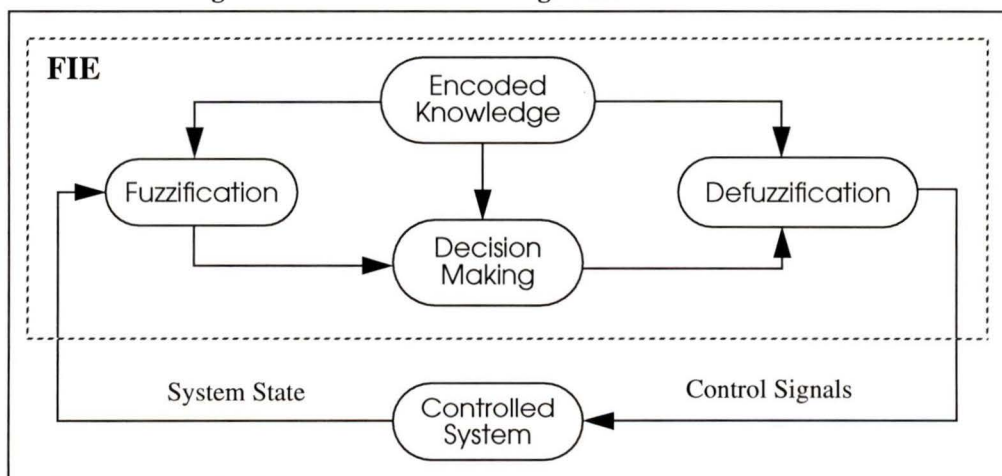 FIE
Encoded
Knowledge
Fuzzification
Defuzzification
Decision
Making
System State
Control Signals
Controlled
System